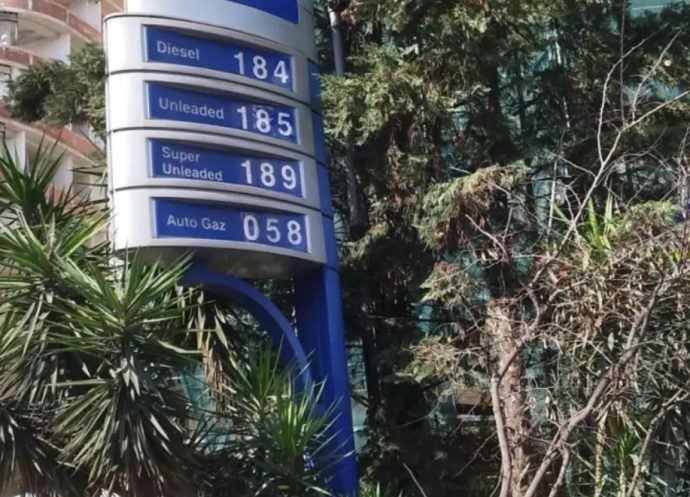 Diesel 184
Unleaded 185
Super
Unleaded 189
Auto Gaz 058